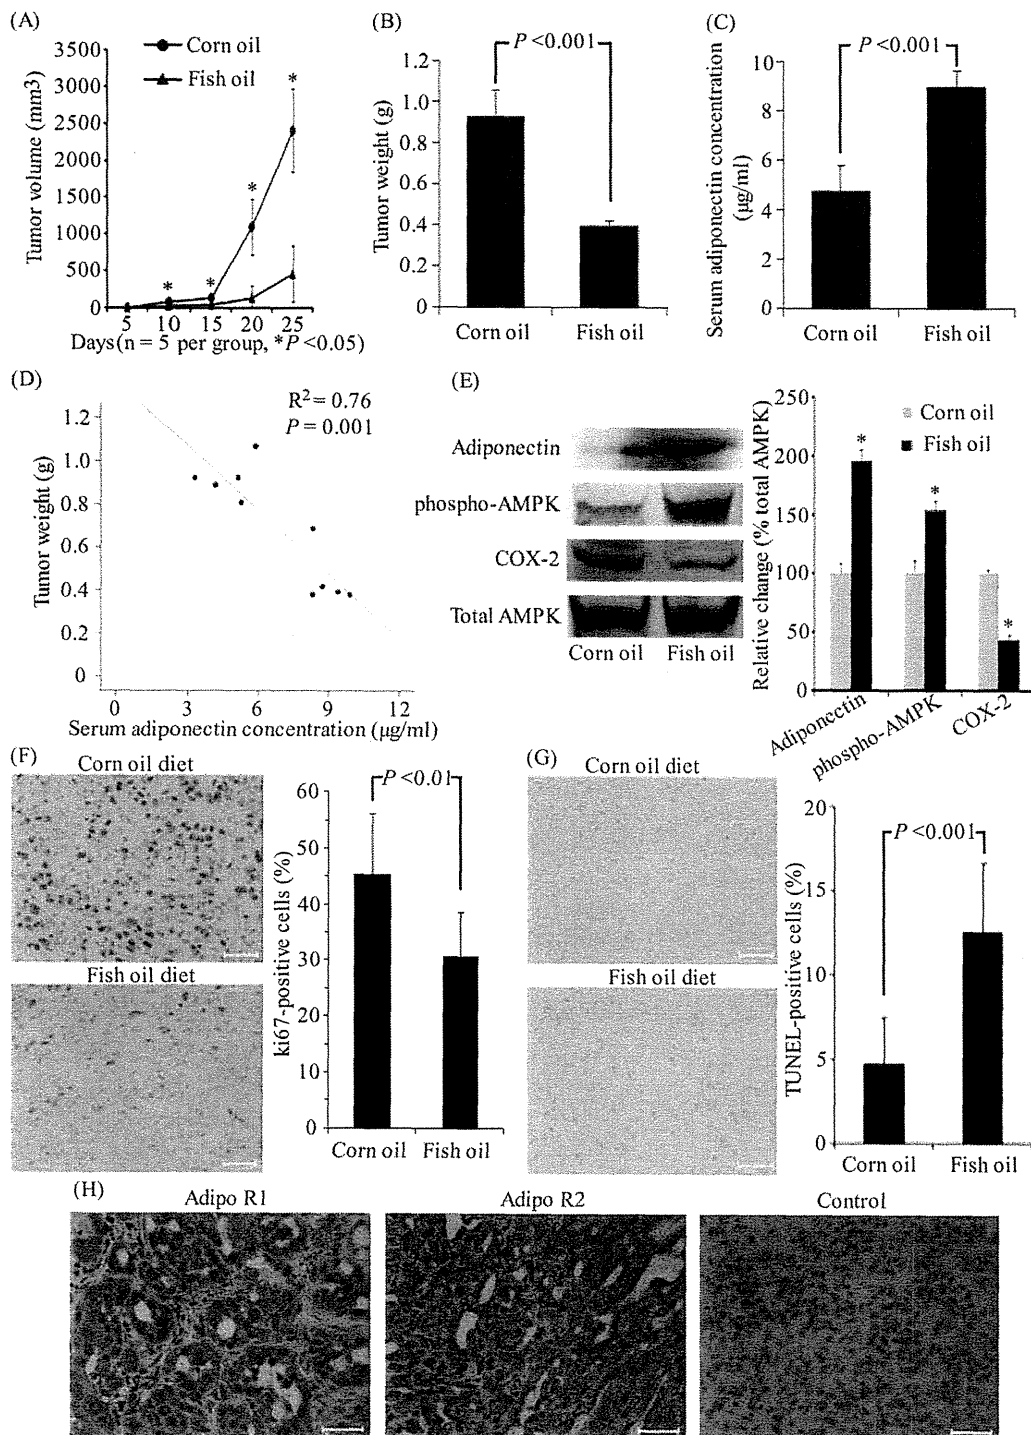 (A)
Corn oil
Fish oil
Tumor volume (mm3)
3500
3000
2500
2000
1500
1000
500
0
*
*
*
*
5 10 15 20 25
Days(n = 5 per group, *P <0.05)
(B)
P <0.001
Tumor weight (g)
1.2
1.0
0.8
0.6
0.4
0.2
0
Corn oil Fish oil
(C)
P <0.001
Serum adiponectin concentration
(μg/ml)
10
8
6
4
2
0
Corn oil Fish oil
(D)
R2 = 0.76
P = 0.001
Tumor weight (g)
1.2
1.0
0.8
0.6
0.4
0.2
0
0 3 6 9 12
Serum adiponectin concentration (μg/ml)
(E)
Adiponectin
phospho-AMPK
COX-2
Total AMPK
Corn oil Fish oil
Relative change (% total AMPK)
250
200
150
100
50
0
Corn oil
Fish oil
*
*
*
Adiponectin
phospho-AMPK
COX-2
(F)
Corn oil diet
Fish oil diet
P <0.01
ki67-positive cells (%)
60
50
40
30
20
10
0
Corn oil Fish oil
(G)
Corn oil diet
Fish oil diet
P <0.001
TUNEL-positive cells (%)
20
15
10
5
0
Corn oil Fish oil
(H)
Adipo R1
Adipo R2
Control